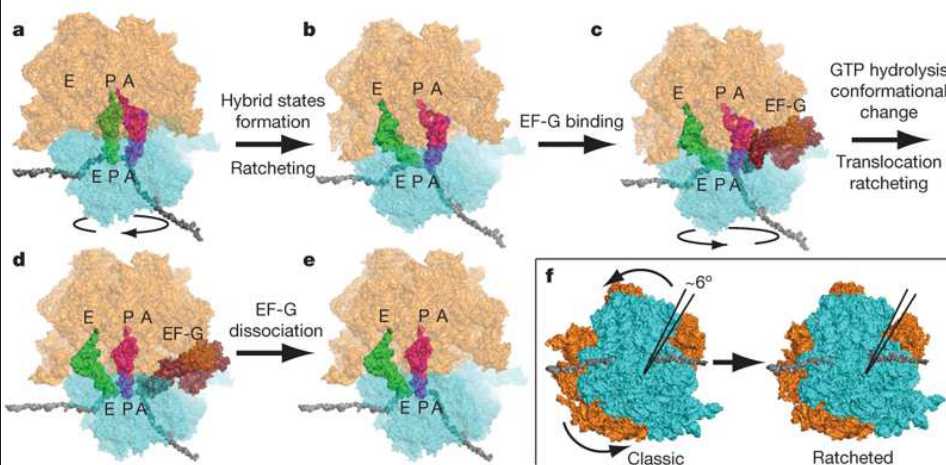 a
E P A
E P A
Hybrid states
formation
Ratcheting
b
E P A
E P A
EF-G binding
c
E P A
EF-G
E P A
GTP hydrolysis
conformational
change
Translocation
ratcheting
d
E P A
EF-G
E P A
EF-G
dissociation
e
E P A
E P A
f
~6°
Classic
Ratcheted